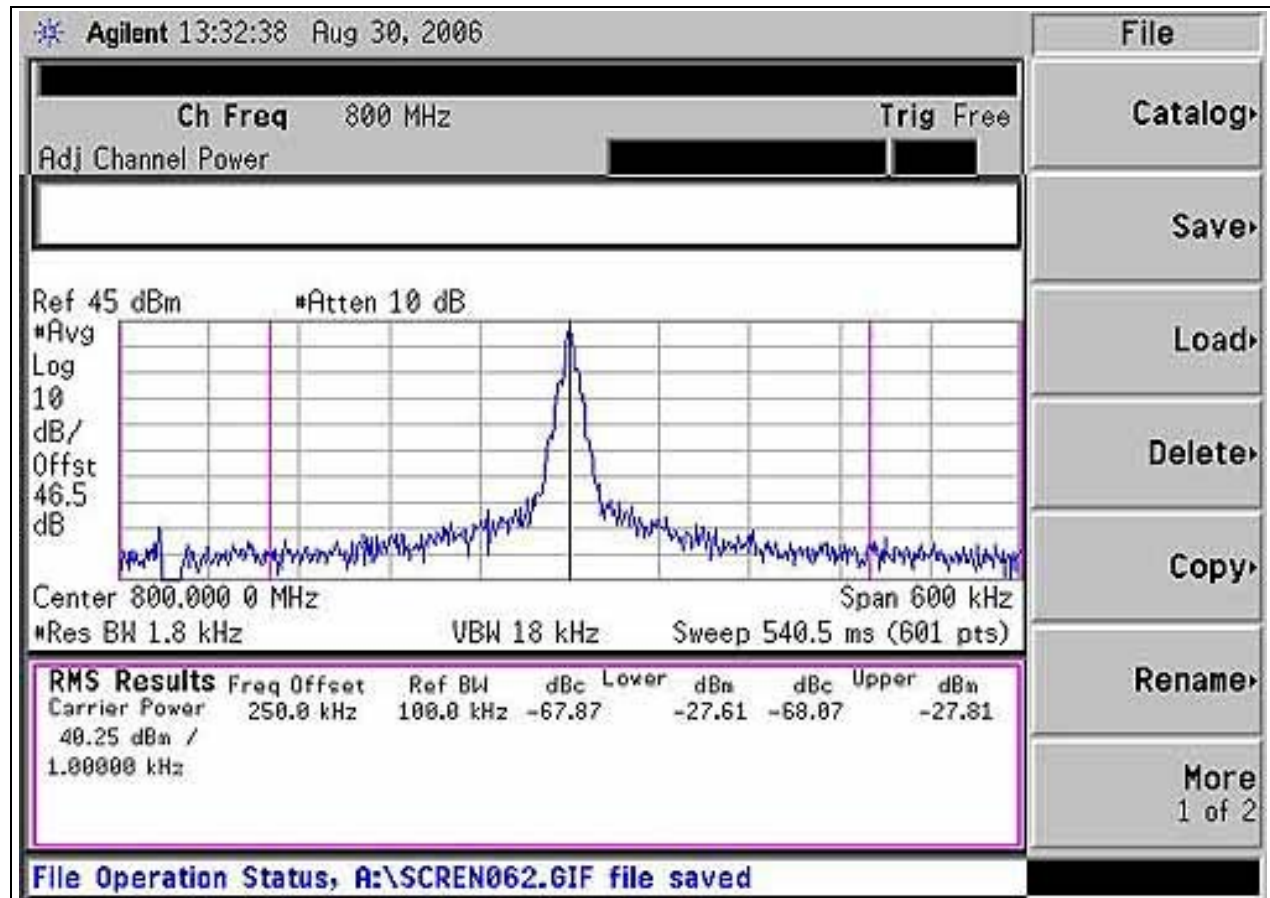 Agilent 13:32:38 Aug 30, 2006
File
Ch Freq 800 MHz Trig Free
Adj Channel Power
Catalog
Save
Load
Delete
Copy
Rename
More
1 of 2
Ref 45 dBm #Atten 10 dB
#Avg
Log
10
dB/
Offst
46.5
dB
Center 800.000 0 MHz Span 600 kHz
#Res BW 1.8 kHz VBW 18 kHz Sweep 540.5 ms (601 pts)
RMS Results Freq Offset Ref BW dBc Lower dBm dBc Upper dBm
Carrier Power 250.0 kHz 100.0 kHz -67.87 -27.61 -68.07 -27.81
40.25 dBm /
1.00000 kHz
File Operation Status, A:\SCREN062.GIF file saved